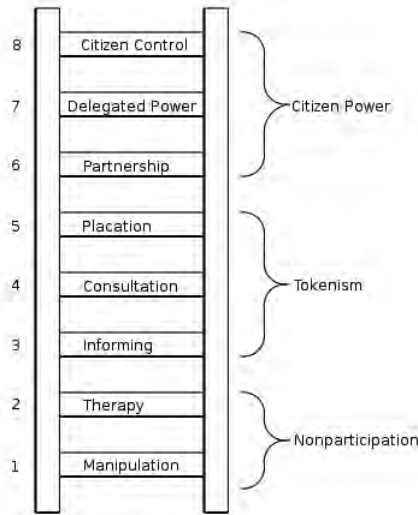 8 Citizen Control
7 Delegated Power
Citizen Power
6 Partnership
5 Placation
4 Consultation
Tokenism
3 Informing
2 Therapy
Nonparticipation
1 Manipulation